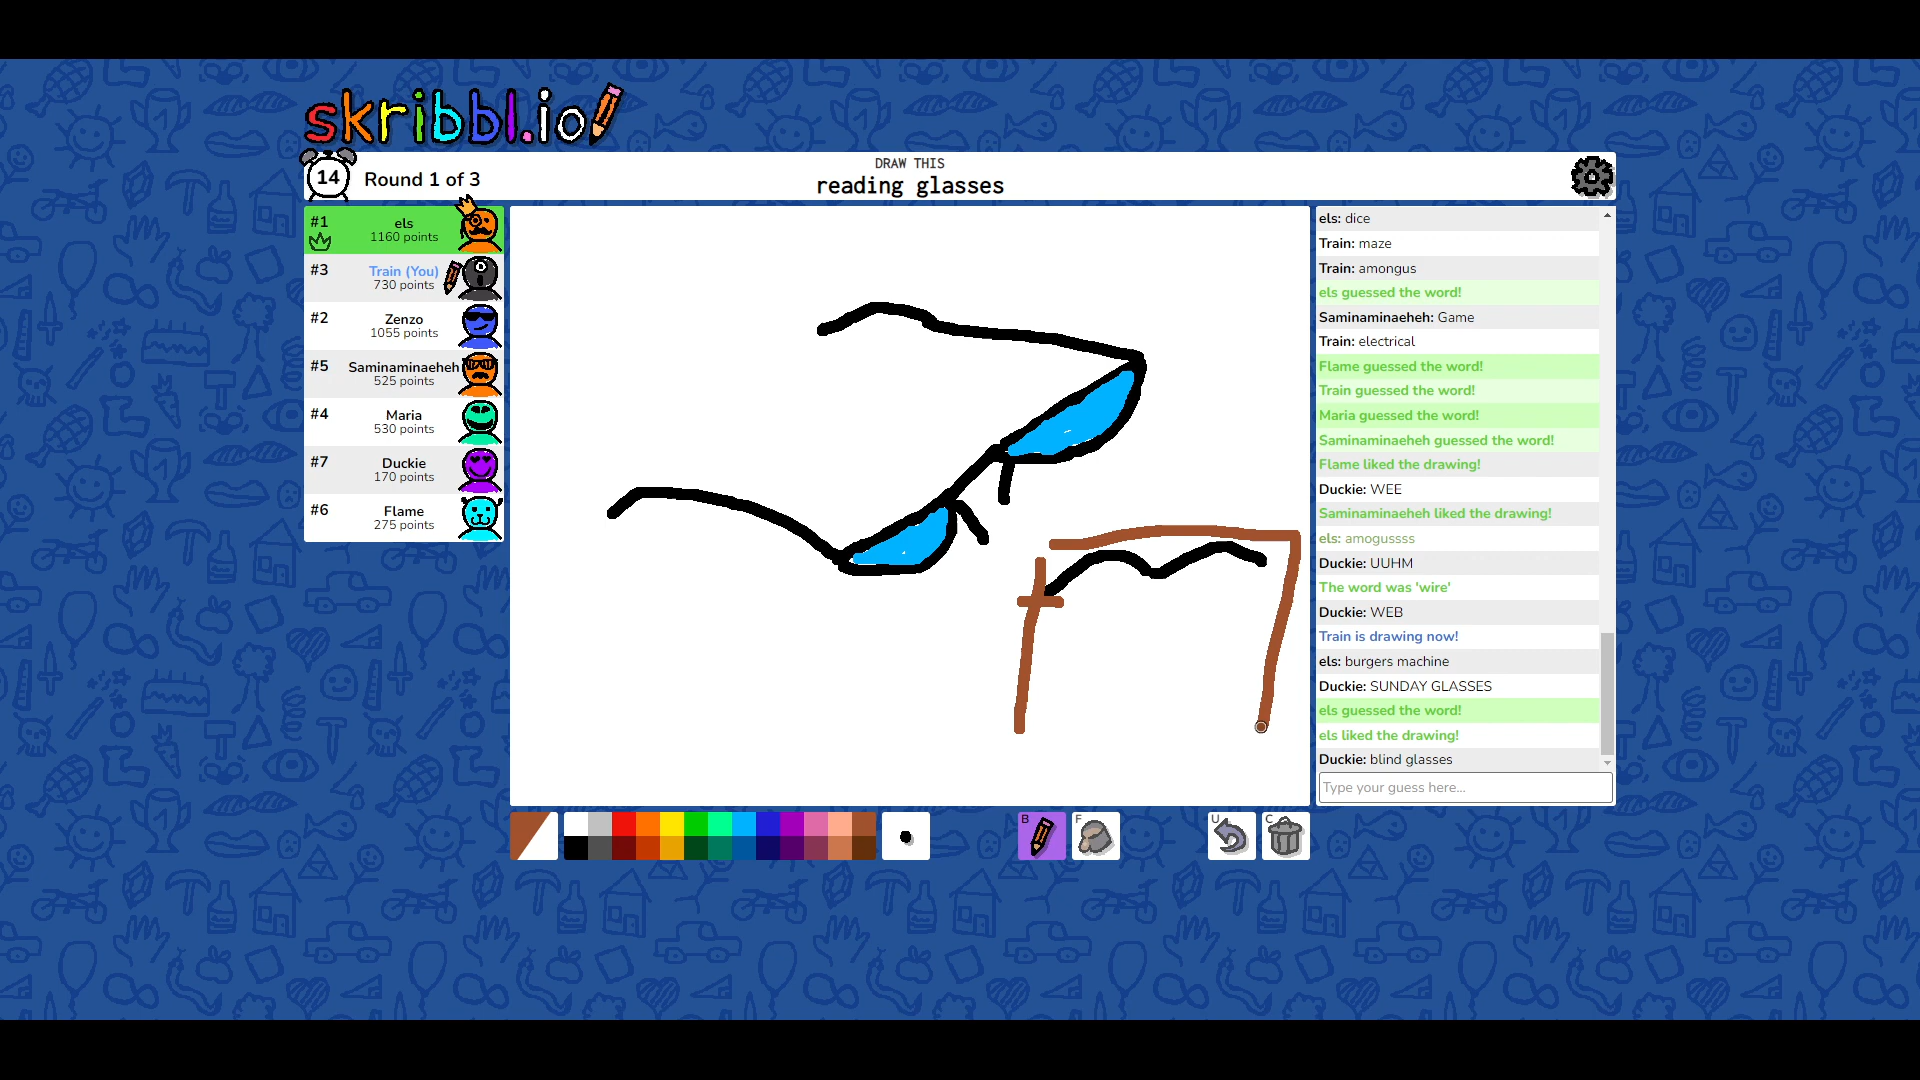 skribbl.io
14
Round 1 of 3
DRAW THIS
reading glasses
#1
els
1160 points
#3
Train (You)
730 points
#2
Zenzo
1055 points
#5
Saminaminaeheh
525 points
#4
Maria
530 points
#7
Duckie
170 points
#6
Flame
275 points
els: dice
Train: maze
Train: amongus
els guessed the word!
Saminaminaeheh: Game
Train: electrical
Flame guessed the word!
Train guessed the word!
Maria guessed the word!
Saminaminaeheh guessed the word!
Flame liked the drawing!
Duckie: WEE
Saminaminaeheh liked the drawing!
els: amogussss
Duckie: UUHM
The word was 'wire'
Duckie: WEB
Train is drawing now!
els: burgers machine
Duckie: SUNDAY GLASSES
els guessed the word!
els liked the drawing!
Duckie: blind glasses
Type your guess here...
B
F
U
C